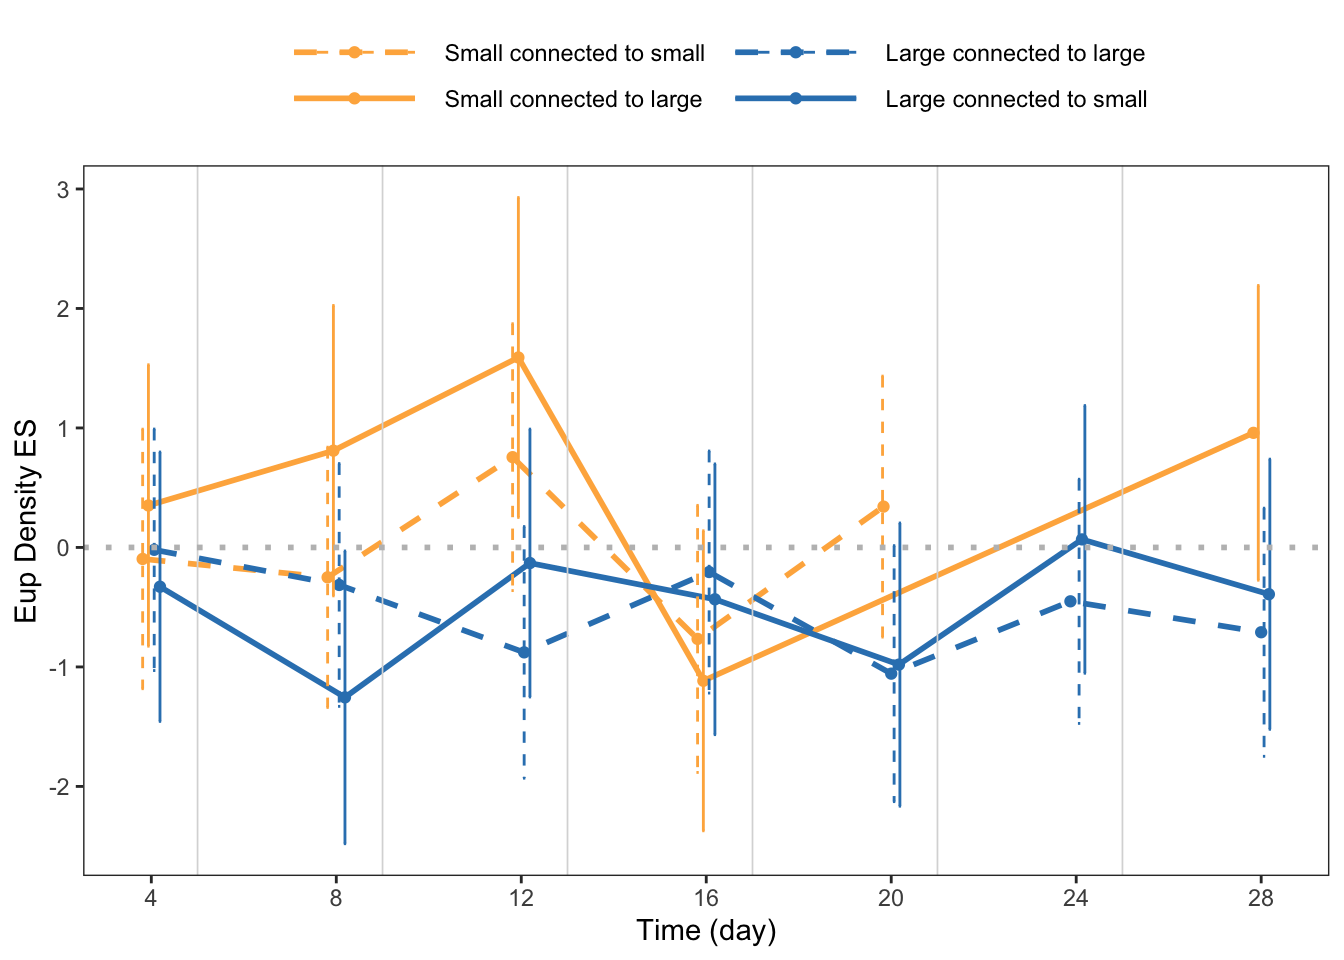 Small connected to small
Large connected to large
Small connected to large
Large connected to small
3
2
1
0
-1
-2
Eup Density ES
4 8 12 16 20 24 28
Time (day)